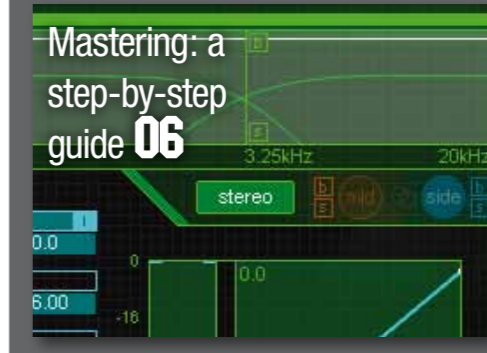 Mastering: a
step-by-step
guide 06
b
s
3.25kHz 20kHz
stereo b s mid side b s
0.0
6.00
0
-16
0.0